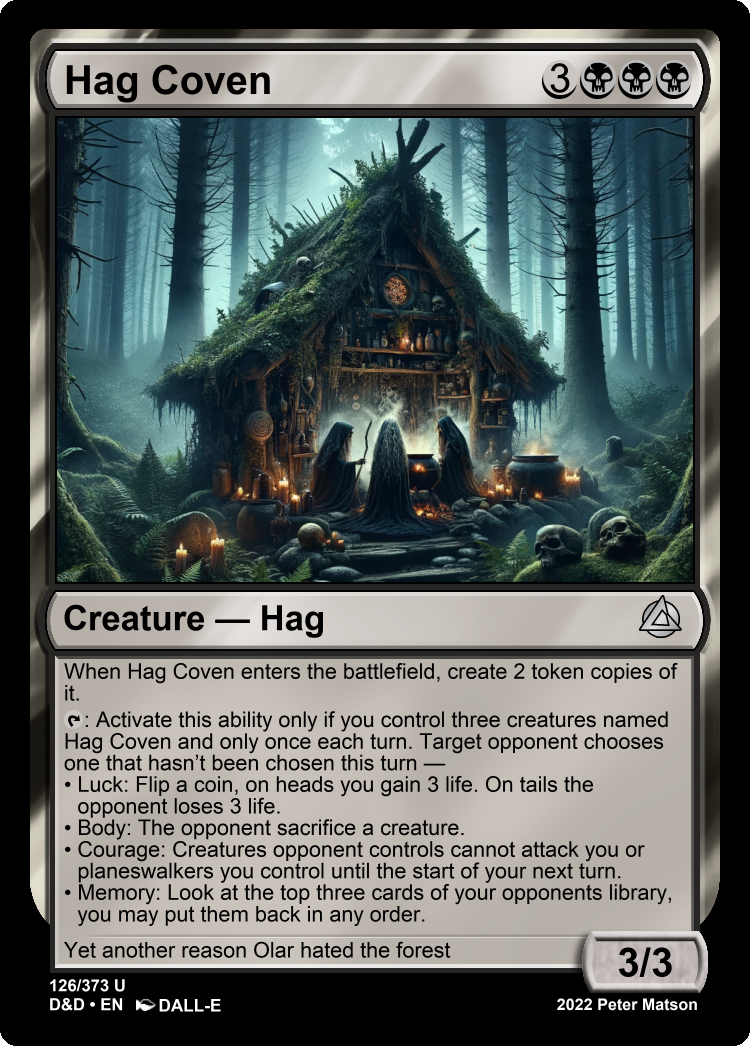 Hag Coven 3
Creature — Hag
When Hag Coven enters the battlefield, create 2 token copies of
it.
: Activate this ability only if you control three creatures named
Hag Coven and only once each turn. Target opponent chooses
one that hasn't been chosen this turn —
• Luck: Flip a coin, on heads you gain 3 life. On tails the
opponent loses 3 life.
• Body: The opponent sacrifice a creature.
• Courage: Creatures opponent controls cannot attack you or
planeswalkers you control until the start of your next turn.
• Memory: Look at the top three cards of your opponents library,
you may put them back in any order.
Yet another reason Olar hated the forest
3/3
126/373 U
D&D • EN DALL-E
2022 Peter Matson